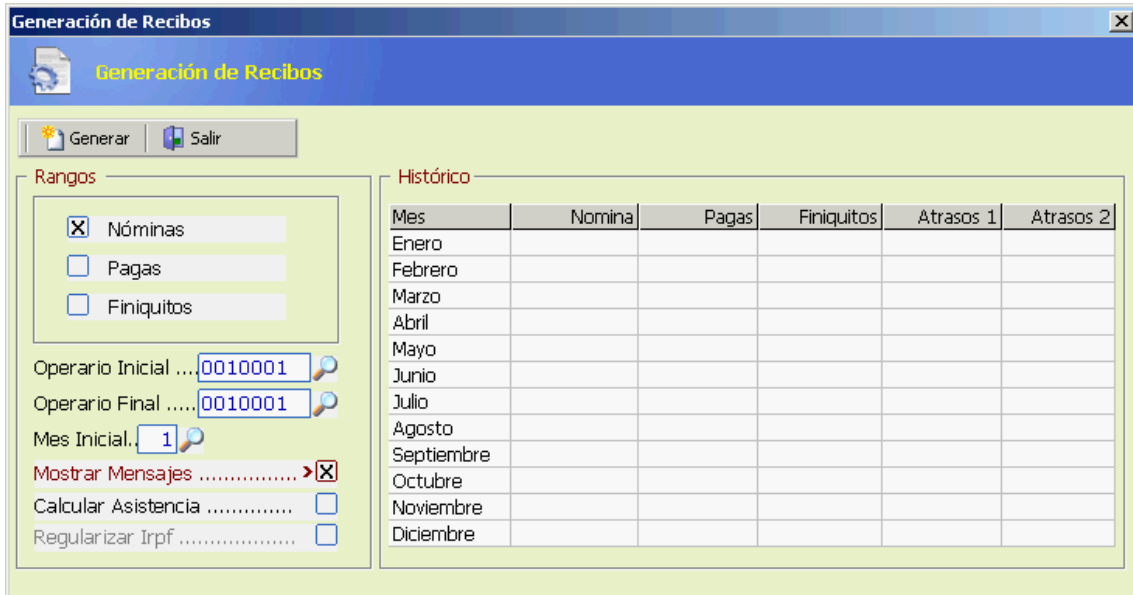 Generación de Recibos
Generación de Recibos
Generar Salir
Rangos
Nóminas
Pagas
Finiquitos
Operario Inicial ....0010001
Operario Final .....0010001
Mes Inicial.. 1
Mostrar Mensajes ................ >
Calcular Asistencia ..............
Regularizar Irpf ...................
Histórico
Mes Nomina Pagas Finiquitos Atrasos 1 Atrasos 2
Enero
Febrero
Marzo
Abril
Mayo
Junio
Julio
Agosto
Septiembre
Octubre
Noviembre
Diciembre